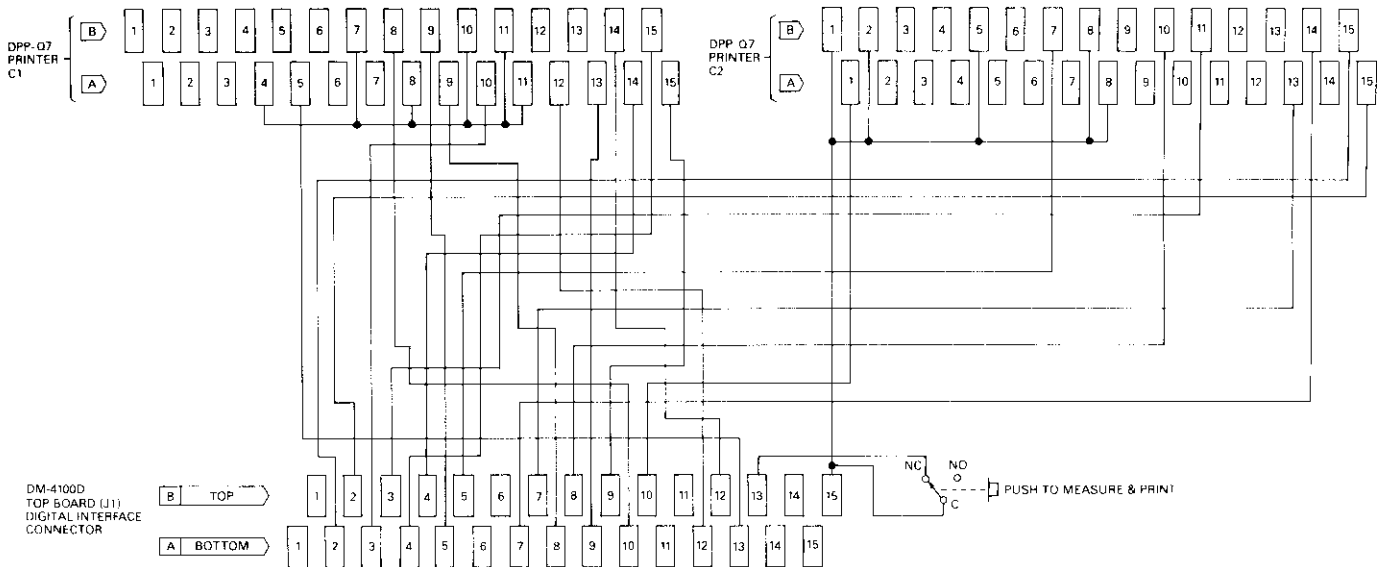 DPP-Q7
PRINTER
C1
B
1 2 3 4 5 6 7 8 9 10 11 12 13 14 15
A
1 2 3 4 5 6 7 8 9 10 11 12 13 14 15
DPP Q7
PRINTER
C2
B
1 2 3 4 5 6 7 8 9 10 11 12 13 14 15
A
1 2 3 4 5 6 7 8 9 10 11 12 13 14 15
DM-4100D
TOP BOARD (J1)
DIGITAL INTERFACE
CONNECTOR
B TOP
1 2 3 4 5 6 7 8 9 10 11 12 13 14 15
A BOTTOM
1 2 3 4 5 6 7 8 9 10 11 12 13 14 15
NC NO
C
PUSH TO MEASURE & PRINT